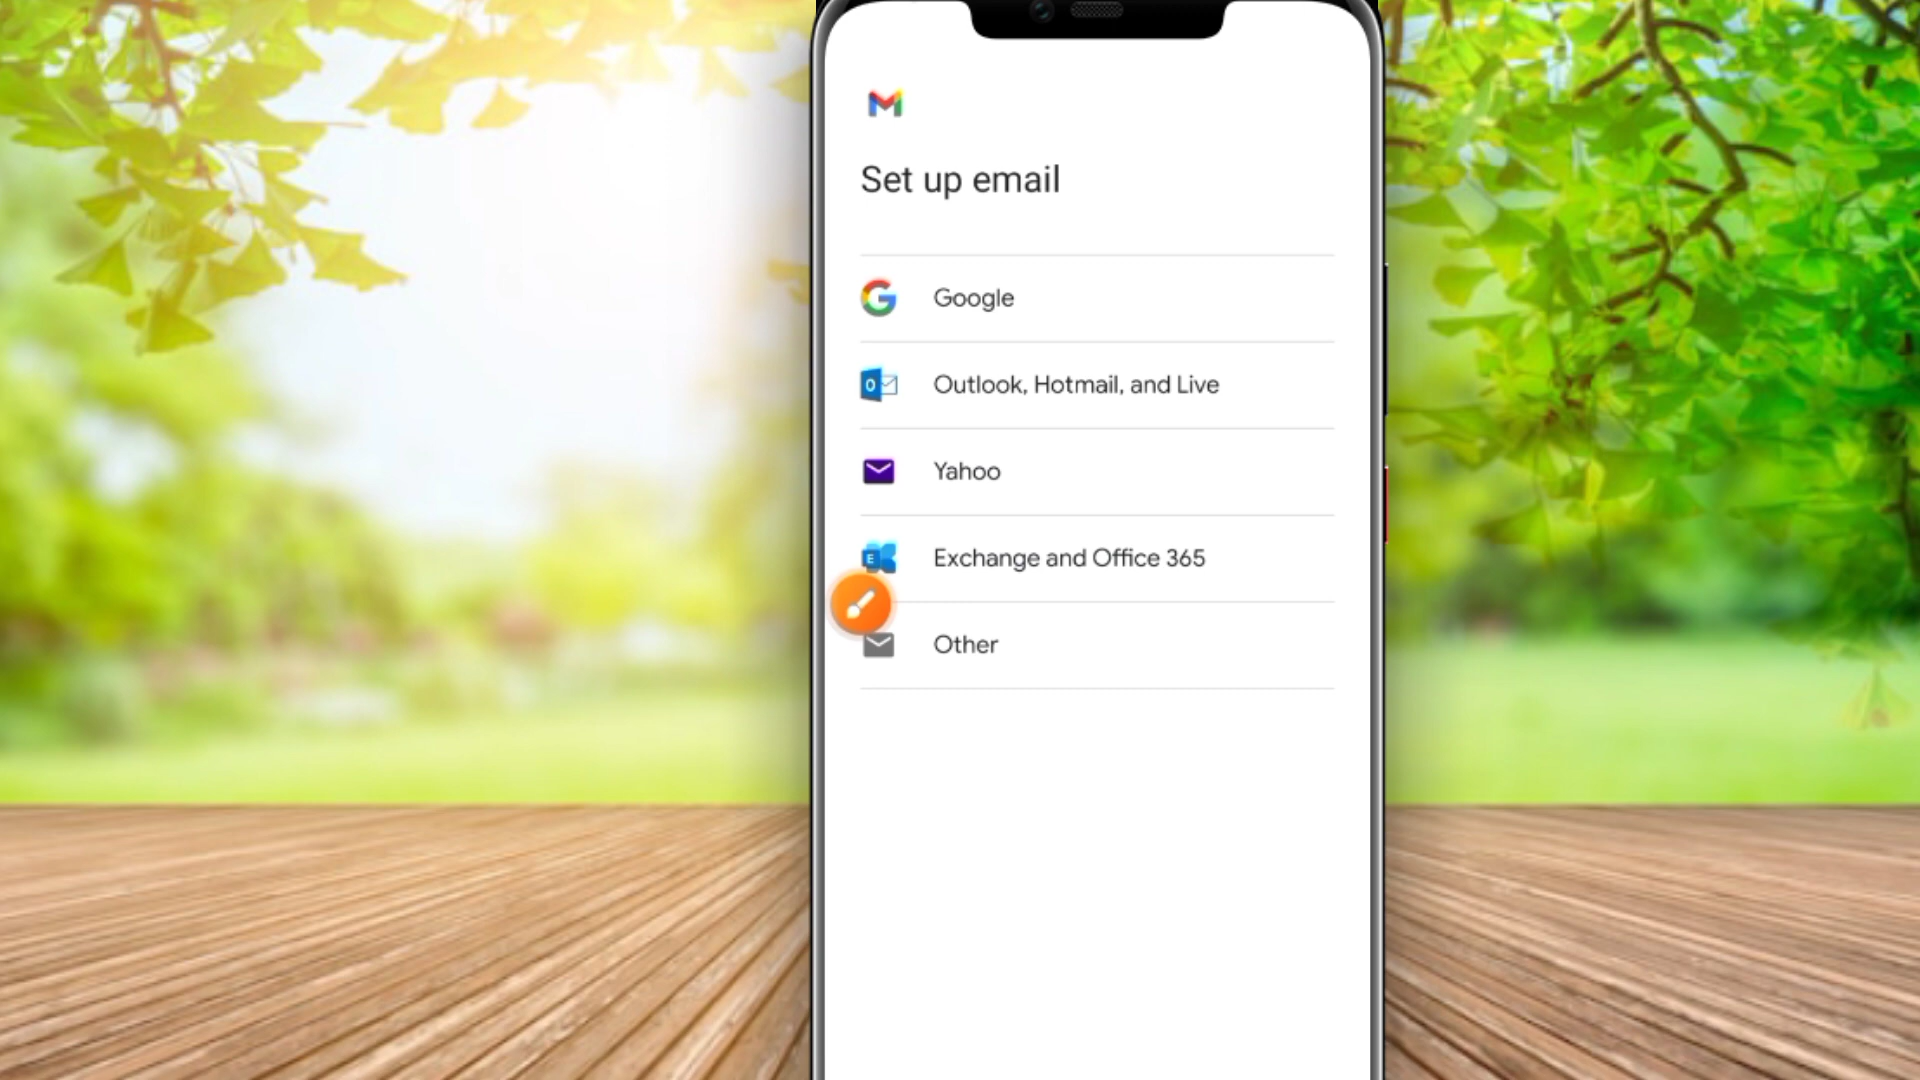 Set up email
Google
Outlook, Hotmail, and Live
Yahoo
Exchange and Office 365
Other